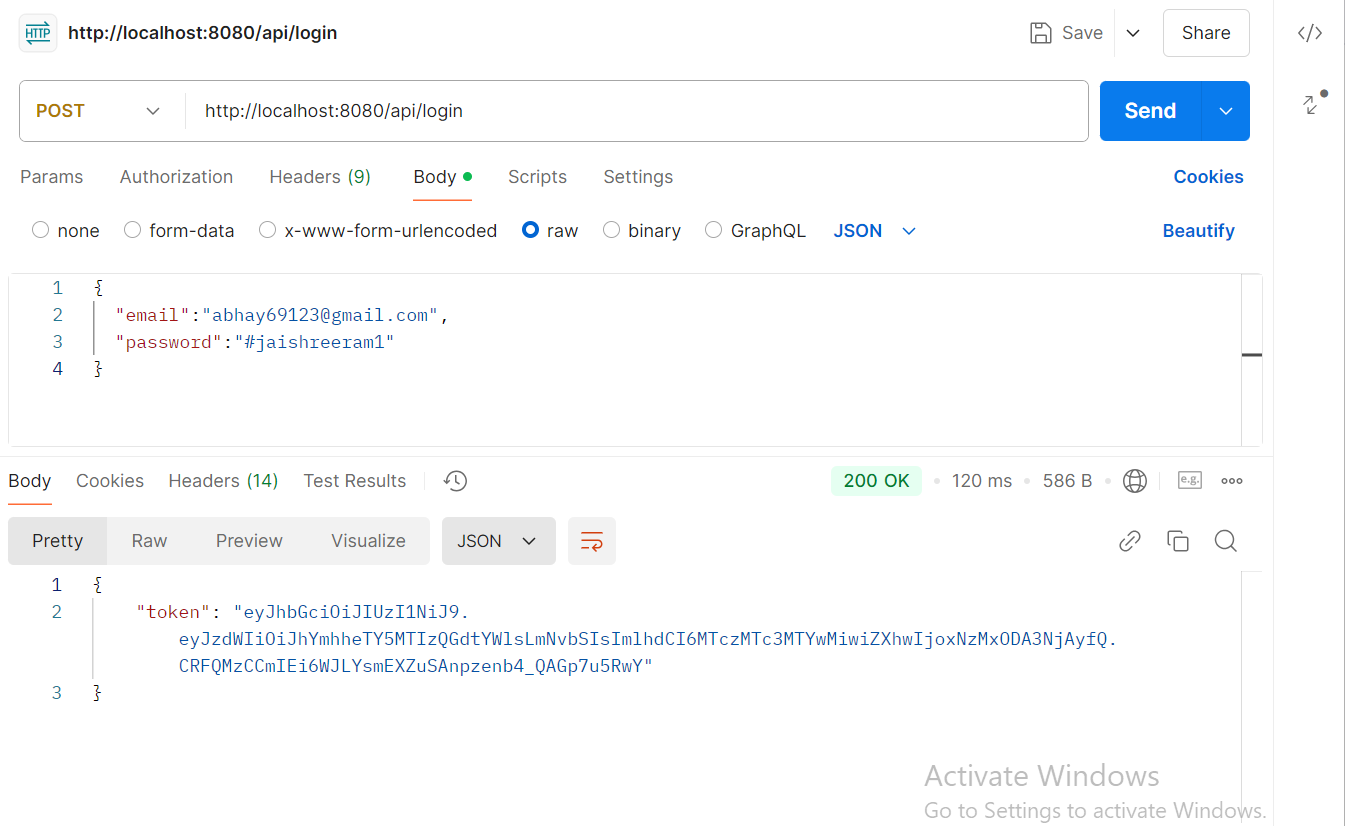 HTTP http://localhost:8080/api/login Save Share
POST http://localhost:8080/api/login Send
Params Authorization Headers (9) Body Scripts Settings Cookies
none form-data x-www-form-urlencoded raw binary GraphQL JSON Beautify
1 {
2 "email":"abhay69123@gmail.com",
3 "password":"#jaishreeram1"
4 }
Body Cookies Headers (14) Test Results 200 OK 120 ms 586 B e.g.
Pretty Raw Preview Visualize JSON
1 {
2 "token": "eyJhbGciOiJIUzI1NiJ9.
eyJzdWIiOiJhYmhheTY5MTIzQGdtYWlsLmNvbSIsImlhdCI6MTczMTc3MTYwMiwiZXhwIjoxNzMxODA3NjAyfQ.
CRFQMzCCmIEi6WJLYsmEXZuSAnpzenb4_QAGp7u5RwY"
3 }
Activate Windows
Go to Settings to activate Windows.